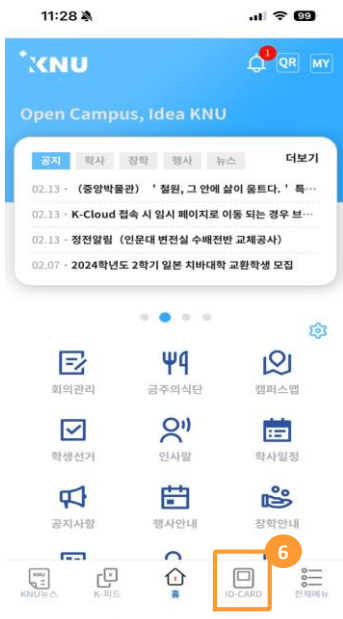 11:28
99
KNU
1
QR
MY
Open Campus, Idea KNU
공지 학사 장학 행사 뉴스 더보기
02.13 · (중앙박물관) ' 철원, 그 안에 삶이 움트다. ' 특…
02.13 · K-Cloud 접속 시 임시 페이지로 이동 되는 경우 브…
02.13 · 정전알림 (인문대 변전실 수배전반 교체공사)
02.07 · 2024학년도 2학기 일본 치바대학 교환학생 모집
회의관리 금주의식단 캠퍼스맵
학생선거 인사말 학사일정
공지사항 행사안내 장학안내
6
KNU뉴스 K-피드 홈 ID-CARD 전체메뉴